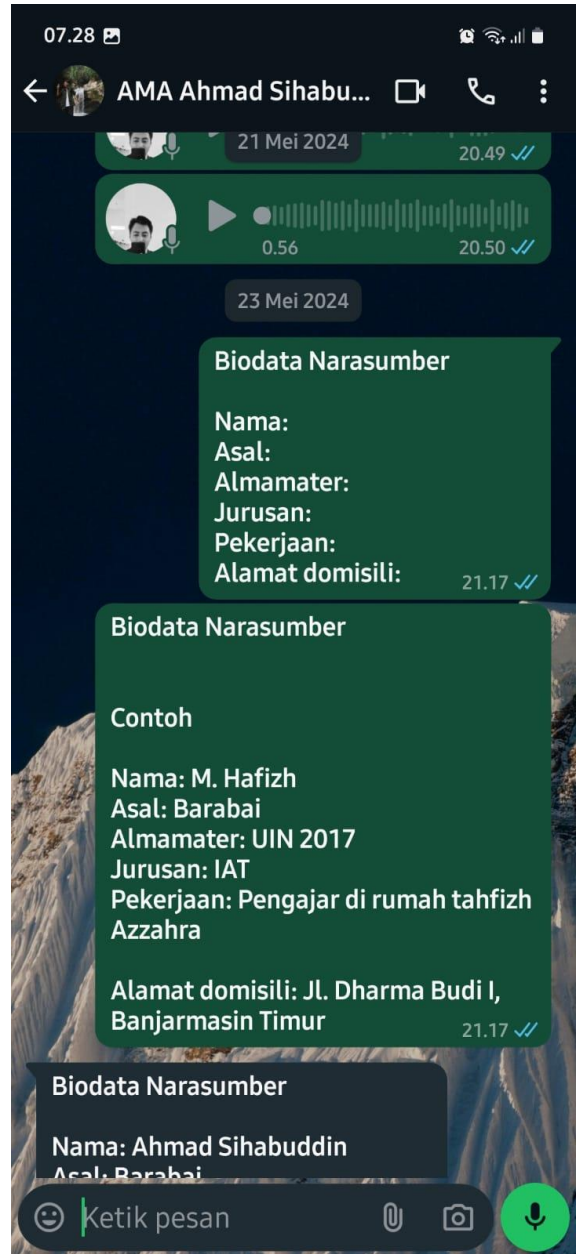 07.28
AMA Ahmad Sihabu...
21 Mei 2024
20.49
0.56
20.50
23 Mei 2024
Biodata Narasumber
Nama:
Asal:
Almamater:
Jurusan:
Pekerjaan:
Alamat domisili:
21.17
Biodata Narasumber
Contoh
Nama: M. Hafizh
Asal: Barabai
Almamater: UIN 2017
Jurusan: IAT
Pekerjaan: Pengajar di rumah tahfizh
Azzahra
Alamat domisili: Jl. Dharma Budi I,
Banjarmasin Timur
21.17
Biodata Narasumber
Nama: Ahmad Sihabuddin
Asal: Barabai
Ketik pesan